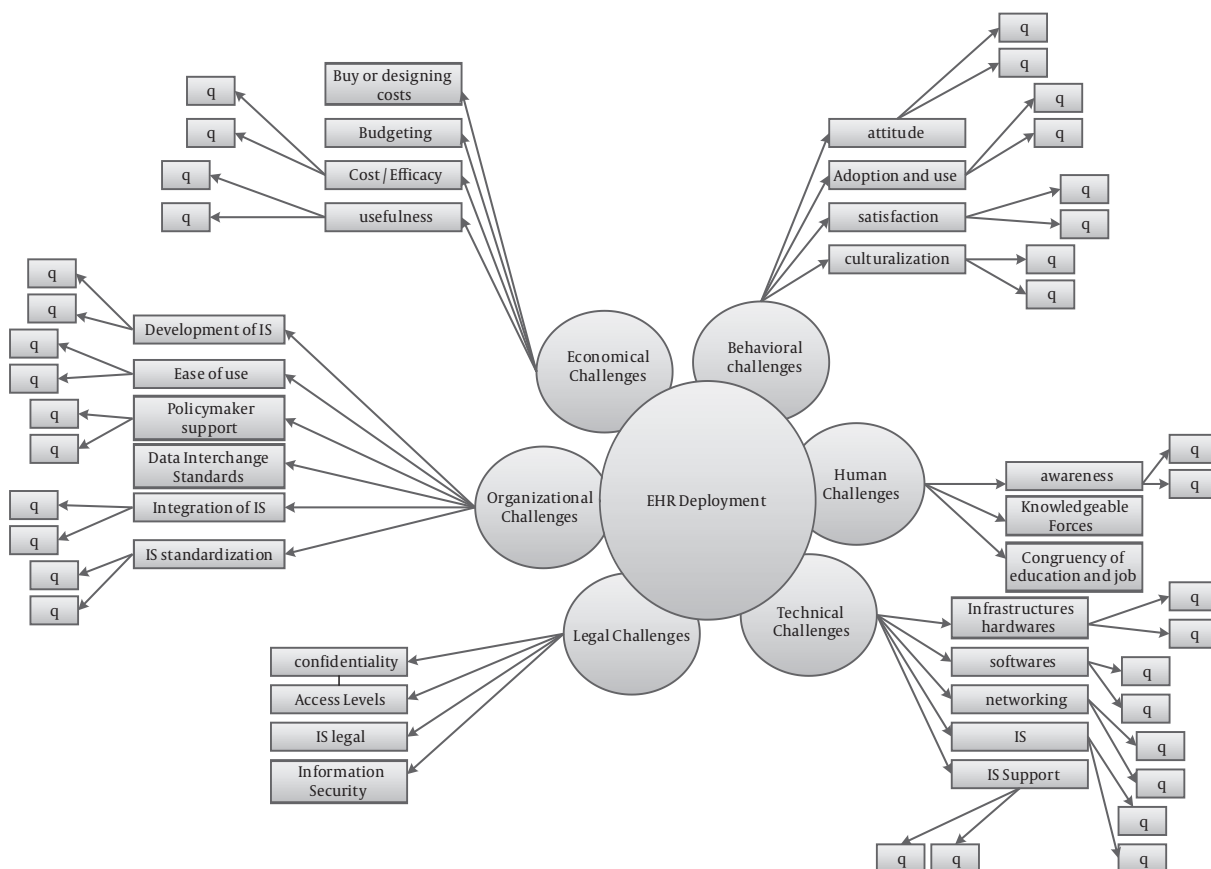 q
q
q
q
attitude
Adoption and use
satisfaction
culturalization
q
q
q
q
Buy or designing
costs
Budgeting
Cost / Efficacy
usefulness
q
q
q
q
Economical
Challenges
Behavioral
challenges
EHR Deployment
Human
Challenges
awareness
Knowledgeable
Forces
Congruency of
education and job
q
q
Organizational
Challenges
Development of IS
Ease of use
Policymaker
support
Data Interchange
Standards
Integration of IS
IS standardization
q
q
q
q
q
q
q
q
q
q
Legal Challenges
confidentiality
Access Levels
IS legal
Information
Security
Technical
Challenges
Infrastructures
hardwares
softwares
networking
IS
IS Support
q
q
q
q
q
q
q
q
q
q